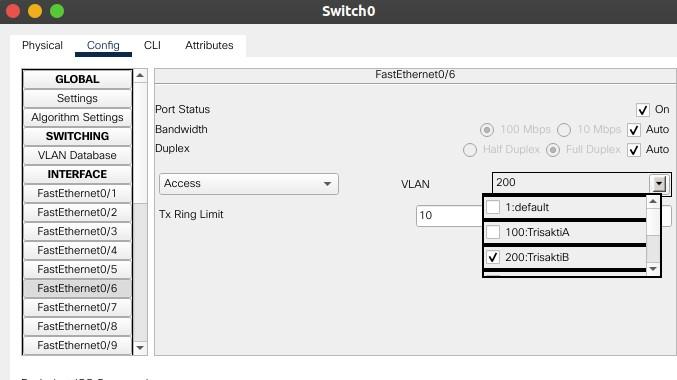 Switch0
Physical Config CLI Attributes
GLOBAL
Settings
Algorithm Settings
SWITCHING
VLAN Database
INTERFACE
FastEthernet0/1
FastEthernet0/2
FastEthernet0/3
FastEthernet0/4
FastEthernet0/5
FastEthernet0/6
FastEthernet0/7
FastEthernet0/8
FastEthernet0/9
FastEthernet0/6
Port Status On
Bandwidth 100 Mbps 10 Mbps Auto
Duplex Half Duplex Full Duplex Auto
Access VLAN 200
1:default
100:TrisaktiA
200:TrisaktiB
Tx Ring Limit 10